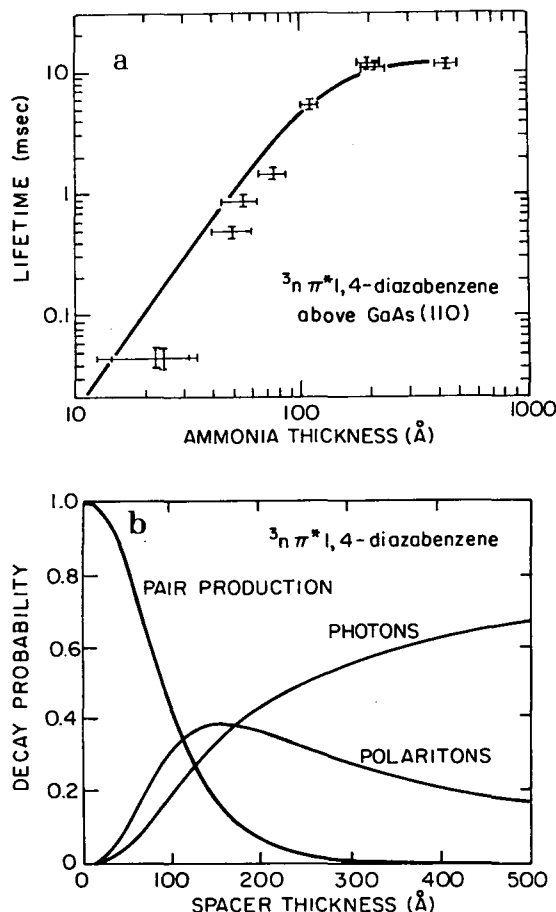 a
10
1
0.1
LIFETIME (msec)
³nπ*1,4-diazabenzene
above GaAs(110)
10 100 1000
AMMONIA THICKNESS (Å)
b
³nπ*1,4-diazabenzene
1.0
0.8
0.6
0.4
0.2
0
DECAY PROBABILITY
PAIR PRODUCTION
PHOTONS
POLARITONS
0 100 200 300 400 500
SPACER THICKNESS (Å)